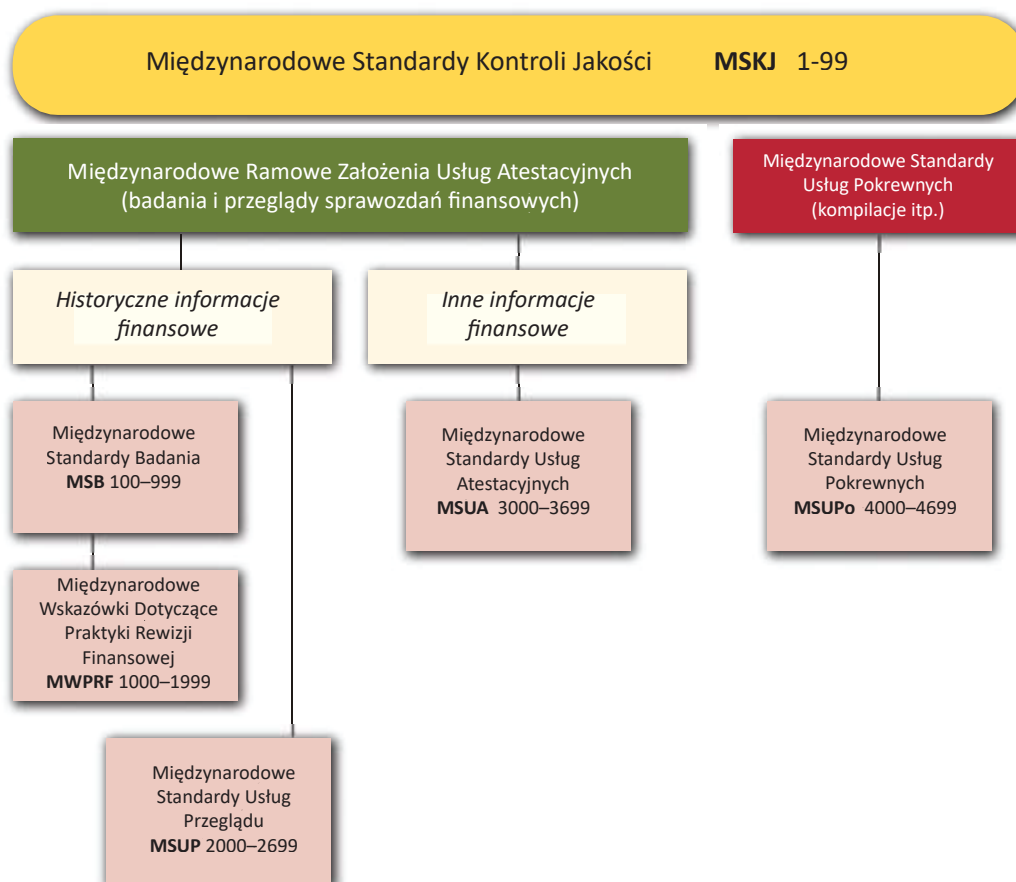 Międzynarodowe Standardy Kontroli Jakości MSKJ 1-99
Międzynarodowe Ramowe Założenia Usług Atestacyjnych
(badania i przeglądy sprawozdań finansowych)
Międzynarodowe Standardy
Usług Pokrewnych
(kompilacje itp.)
Historyczne informacje
finansowe
Inne informacje
finansowe
Międzynarodowe
Standardy Badania
MSB 100–999
Międzynarodowe
Standardy Usług
Atestacyjnych
MSUA 3000–3699
Międzynarodowe
Standardy Usług
Pokrewnych
MSUPo 4000–4699
Międzynarodowe
Wskazówki Dotyczące
Praktyki Rewizji
Finansowej
MWPRF 1000–1999
Międzynarodowe
Standardy Usług
Przeglądu
MSUP 2000–2699